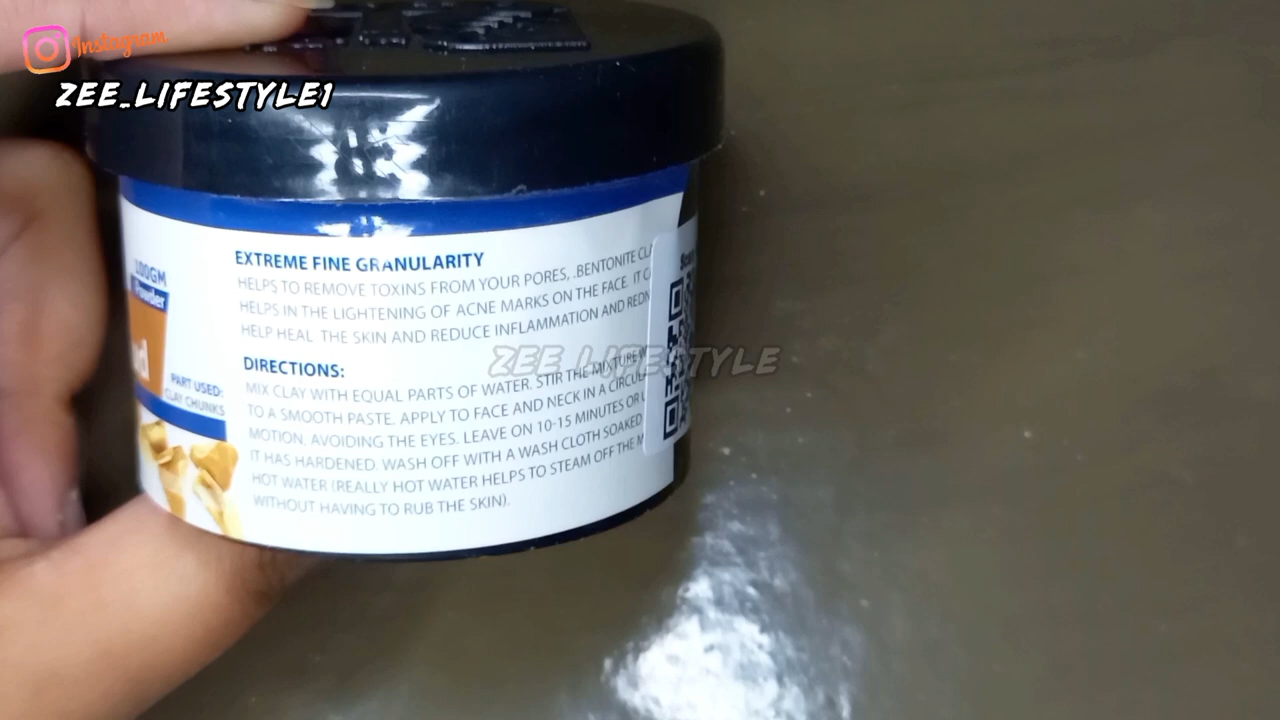 Instagram
ZEE_LIFESTYLE1
EXTREME FINE GRANULARITY
HELPS TO REMOVE TOXINS FROM YOUR PORES, .BENTONITE
HELPS IN THE LIGHTENING OF ACNE MARKS ON THE FACE. IT
HELP HEAL THE SKIN AND REDUCE INFLAMMATION AND
DIRECTIONS:
MIX CLAY WITH EQUAL PARTS OF WATER. STIR THE MIXTURE
TO A SMOOTH PASTE. APPLY TO FACE AND NECK IN A
MOTION. AVOIDING THE EYES. LEAVE ON 10-15 MINUTES OR
IT HAS HARDENED. WASH OFF WITH A WASH CLOTH SOAKED
HOT WATER (REALLY HOT WATER HELPS TO STEAM OFF THE
WITHOUT HAVING TO RUB THE SKIN).
100GM
Powder
PART USED:
CLAY CHUNKS
ZEE LIFESTYLE